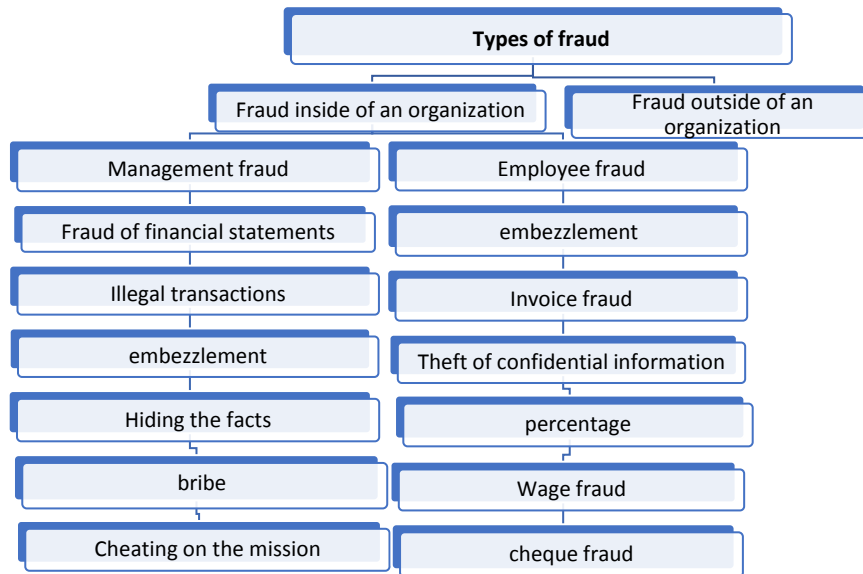 Types of fraud
Fraud inside of an organization
Fraud outside of an
organization
Management fraud
Employee fraud
Fraud of financial statements
embezzlement
Illegal transactions
Invoice fraud
embezzlement
Theft of confidential information
Hiding the facts
percentage
bribe
Wage fraud
Cheating on the mission
cheque fraud